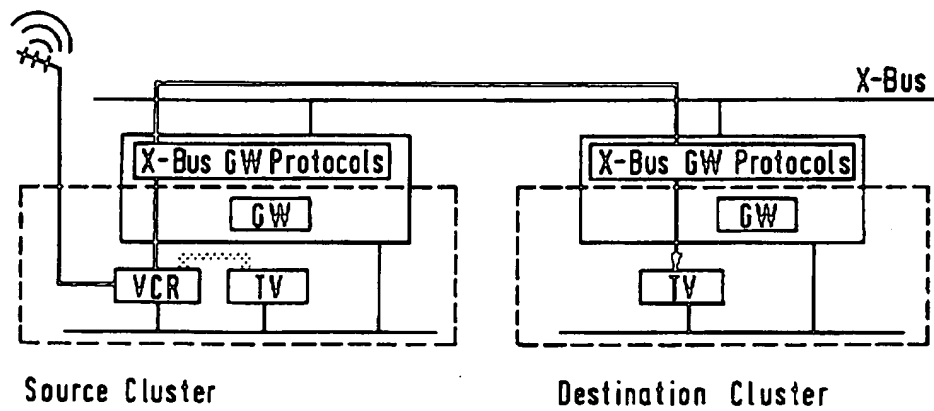 X-Bus
X-Bus GW Protocols
X-Bus GW Protocols
GW
GW
VCR
TV
TV
Source Cluster
Destination Cluster